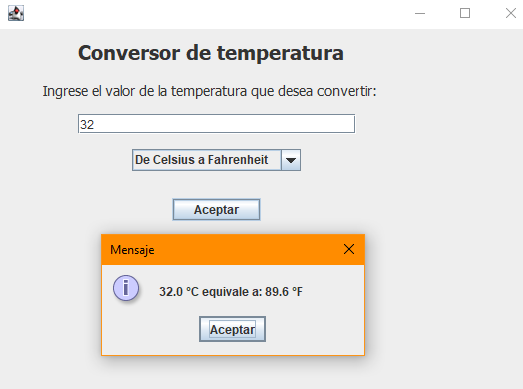 Conversor de temperatura
Ingrese el valor de la temperatura que desea convertir:
32
De Celsius a Fahrenheit
Aceptar
Mensaje
32.0 °C equivale a: 89.6 °F
Aceptar